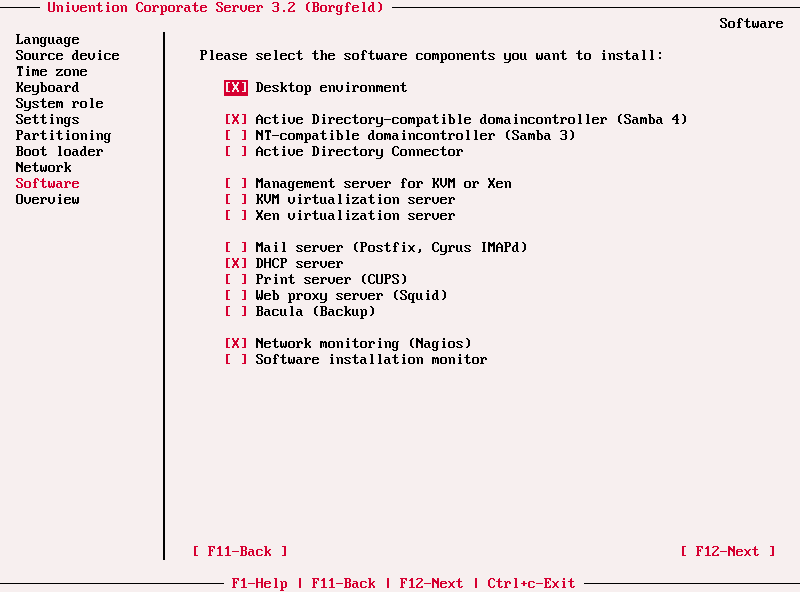 Univention Corporate Server 3.2 (Borgfeld)
Software
Language
Source device
Time zone
Keyboard
System role
Settings
Partitioning
Boot loader
Network
Software
Overview
Please select the software components you want to install:
[X] Desktop environment
[X] Active Directory-compatible domaincontroller (Samba 4)
[ ] NT-compatible domaincontroller (Samba 3)
[ ] Active Directory Connector
[ ] Management server for KVM or Xen
[ ] KVM virtualization server
[ ] Xen virtualization server
[ ] Mail server (Postfix, Cyrus IMAPd)
[X] DHCP server
[ ] Print server (CUPS)
[ ] Web proxy server (Squid)
[ ] Bacula (Backup)
[X] Network monitoring (Nagios)
[ ] Software installation monitor
[ F11-Back ]
[ F12-Next ]
F1-Help | F11-Back | F12-Next | Ctrl+c-Exit